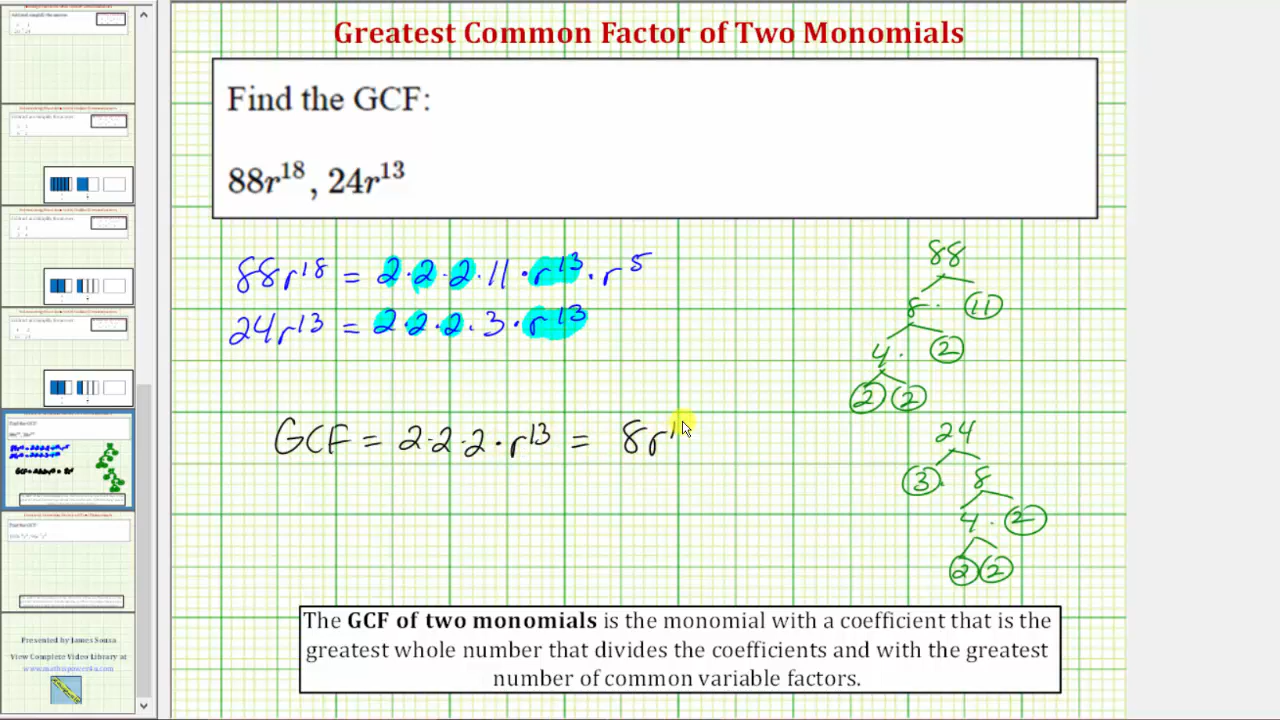 Greatest Common Factor of Two Monomials
Find the GCF:
88r¹⁸, 24r¹³
88r¹⁸ = 2·2·2·11·r¹³·r⁵
24r¹³ = 2·2·2·3·r¹³
GCF = 2·2·2·r¹³ = 8r¹
88
8· 11
4· 2
2 2
24
3· 8
4· 2
2 2
The GCF of two monomials is the monomial with a coefficient that is the
greatest whole number that divides the coefficients and with the greatest
number of common variable factors.
Presented by James Sousa
View Complete Video Library at
www.mathispower4u.com